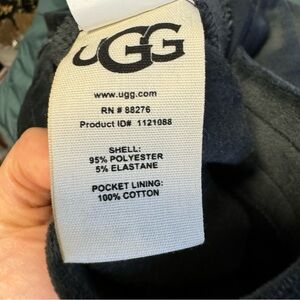 UGG
www.ugg.com
RN # 88276
Product ID# 1121088
SHELL:
95% POLYESTER
5% ELASTANE
POCKET LINING:
100% COTTON